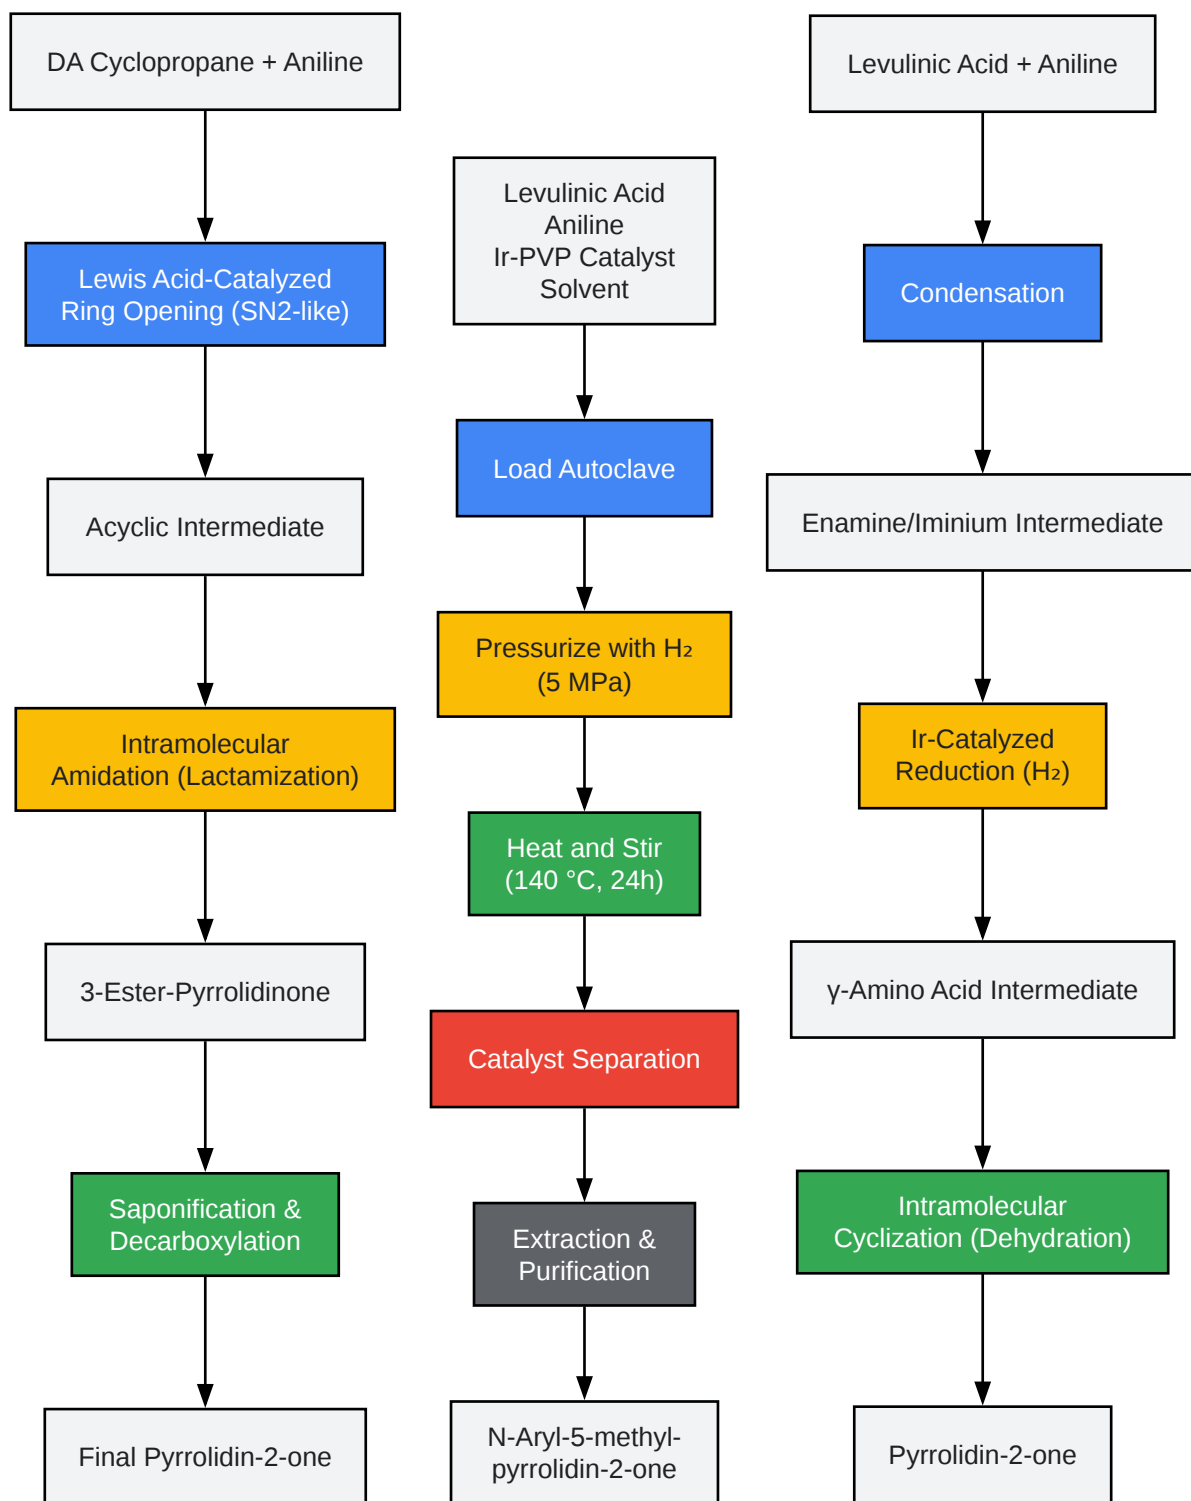 DA Cyclopropane + Aniline
Lewis Acid-Catalyzed
Ring Opening (SN2-like)
Acyclic Intermediate
Intramolecular
Amidation (Lactamization)
3-Ester-Pyrrolidinone
Saponification &
Decarboxylation
Final Pyrrolidin-2-one
Levulinic Acid
Aniline
Ir-PVP Catalyst
Solvent
Load Autoclave
Pressurize with H₂
(5 MPa)
Heat and Stir
(140 °C, 24h)
Catalyst Separation
Extraction &
Purification
N-Aryl-5-methyl-
pyrrolidin-2-one
Levulinic Acid + Aniline
Condensation
Enamine/Iminium Intermediate
Ir-Catalyzed
Reduction (H₂)
γ-Amino Acid Intermediate
Intramolecular
Cyclization (Dehydration)
Pyrrolidin-2-one